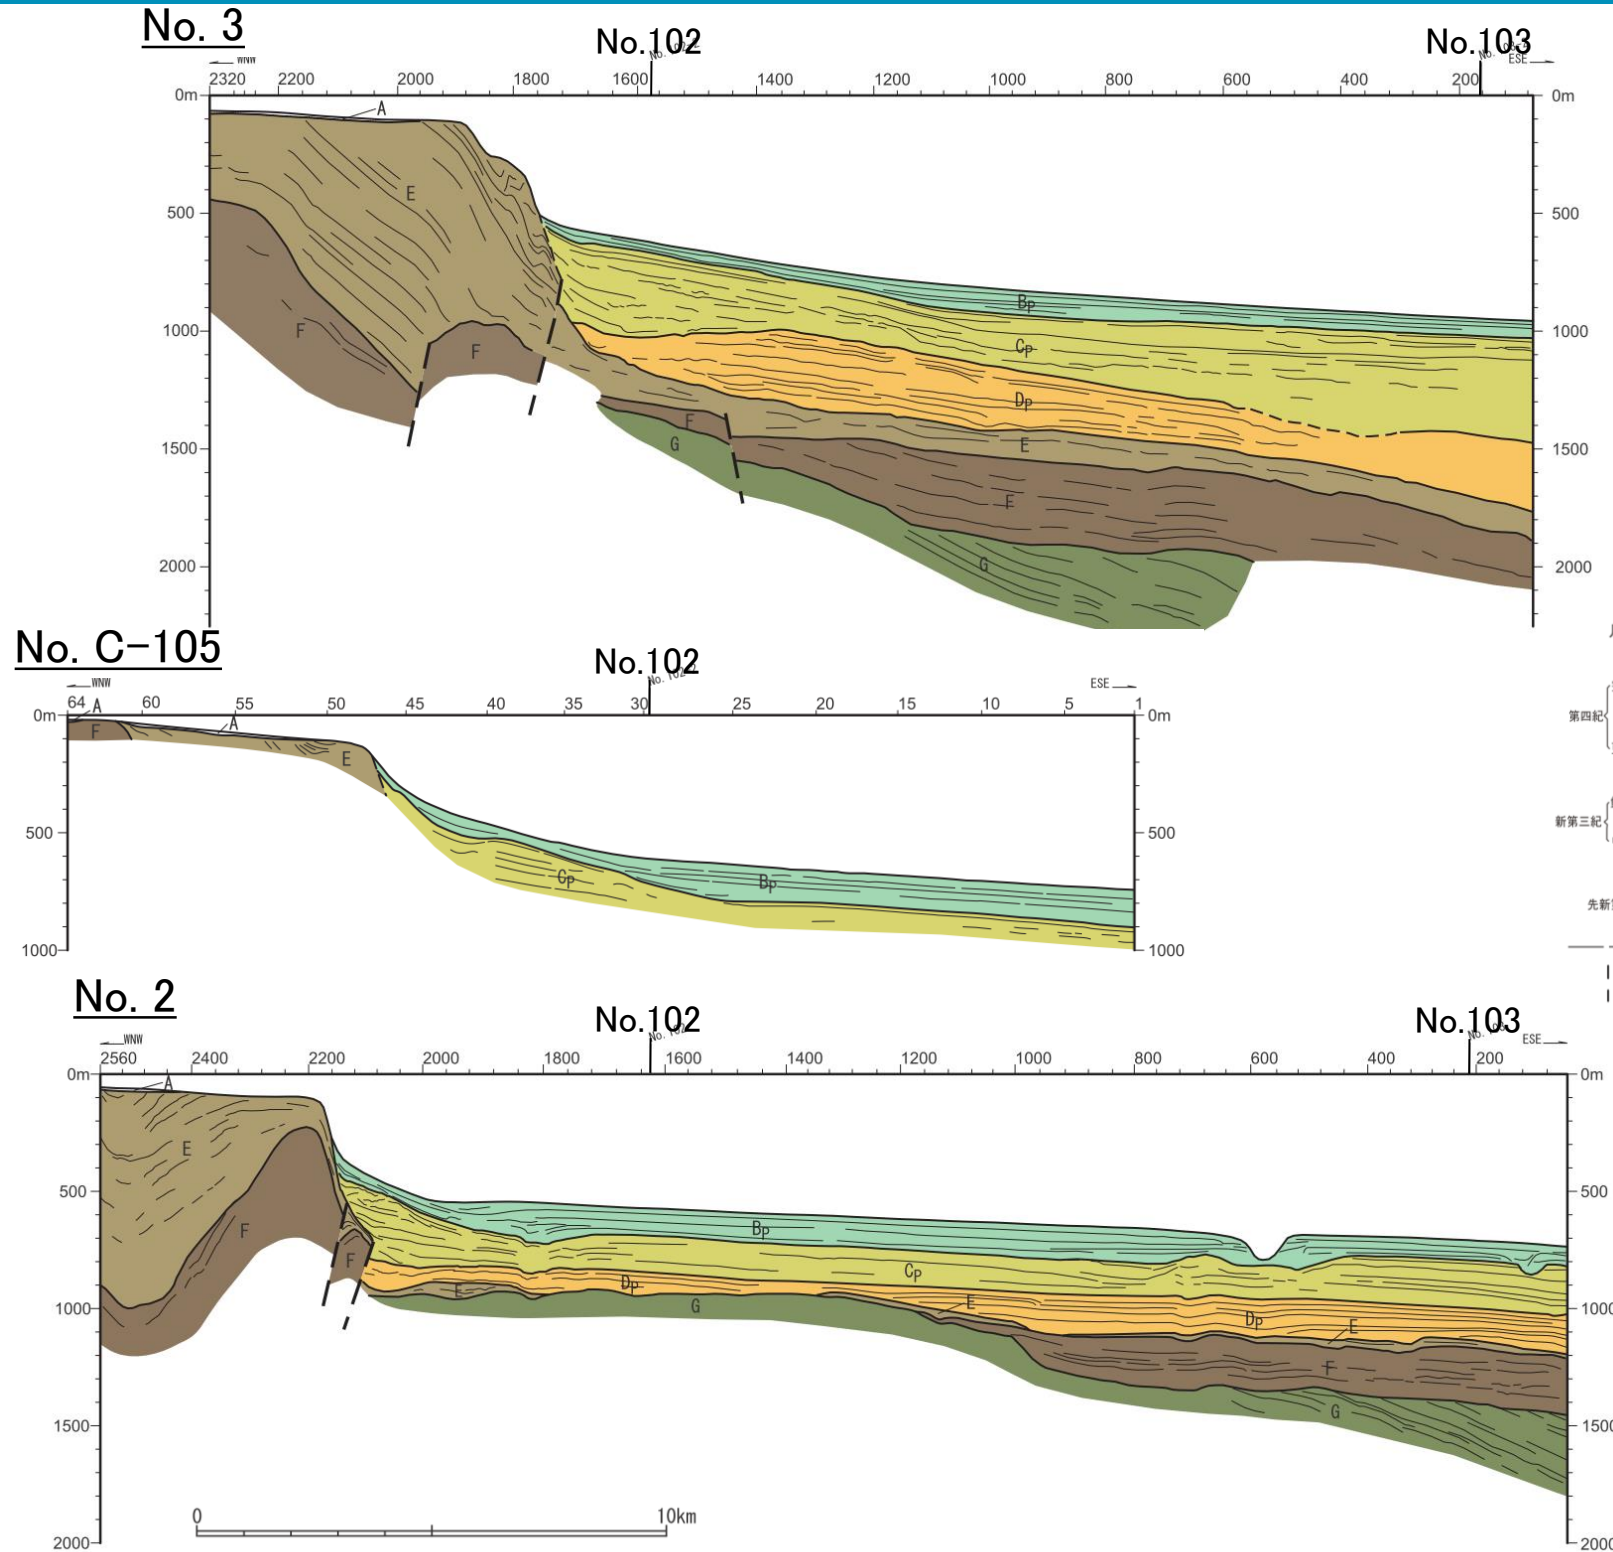 No. 3
No.102
No.103
WNW
ESE
2320 2200 2000 1800 1600 1400 1200 1000 800 600 400 200
0m 0m
A
E
500 500
Bp
F
F
1000 1000
Cp
Dp
F
E
G
1500 1500
F
G
2000 2000
No. C-105
No.102
WNW
ESE
64 60 55 50 45 40 35 30 25 20 15 10 5 1
0m 0m
A
A
F
E
第四紀
500 500
新第三紀
Cp
Bp
1000 1000
No. 2
No.102
No.103
WNW
ESE
2560 2400 2200 2000 1800 1600 1400 1200 1000 800 600 400 200
0m 0m
A
E
500 500
F
Bp
F
Cp
E
Dp
G
E
1000 1000
Dp
E
F
G
1500 1500
0 10km
2000 2000